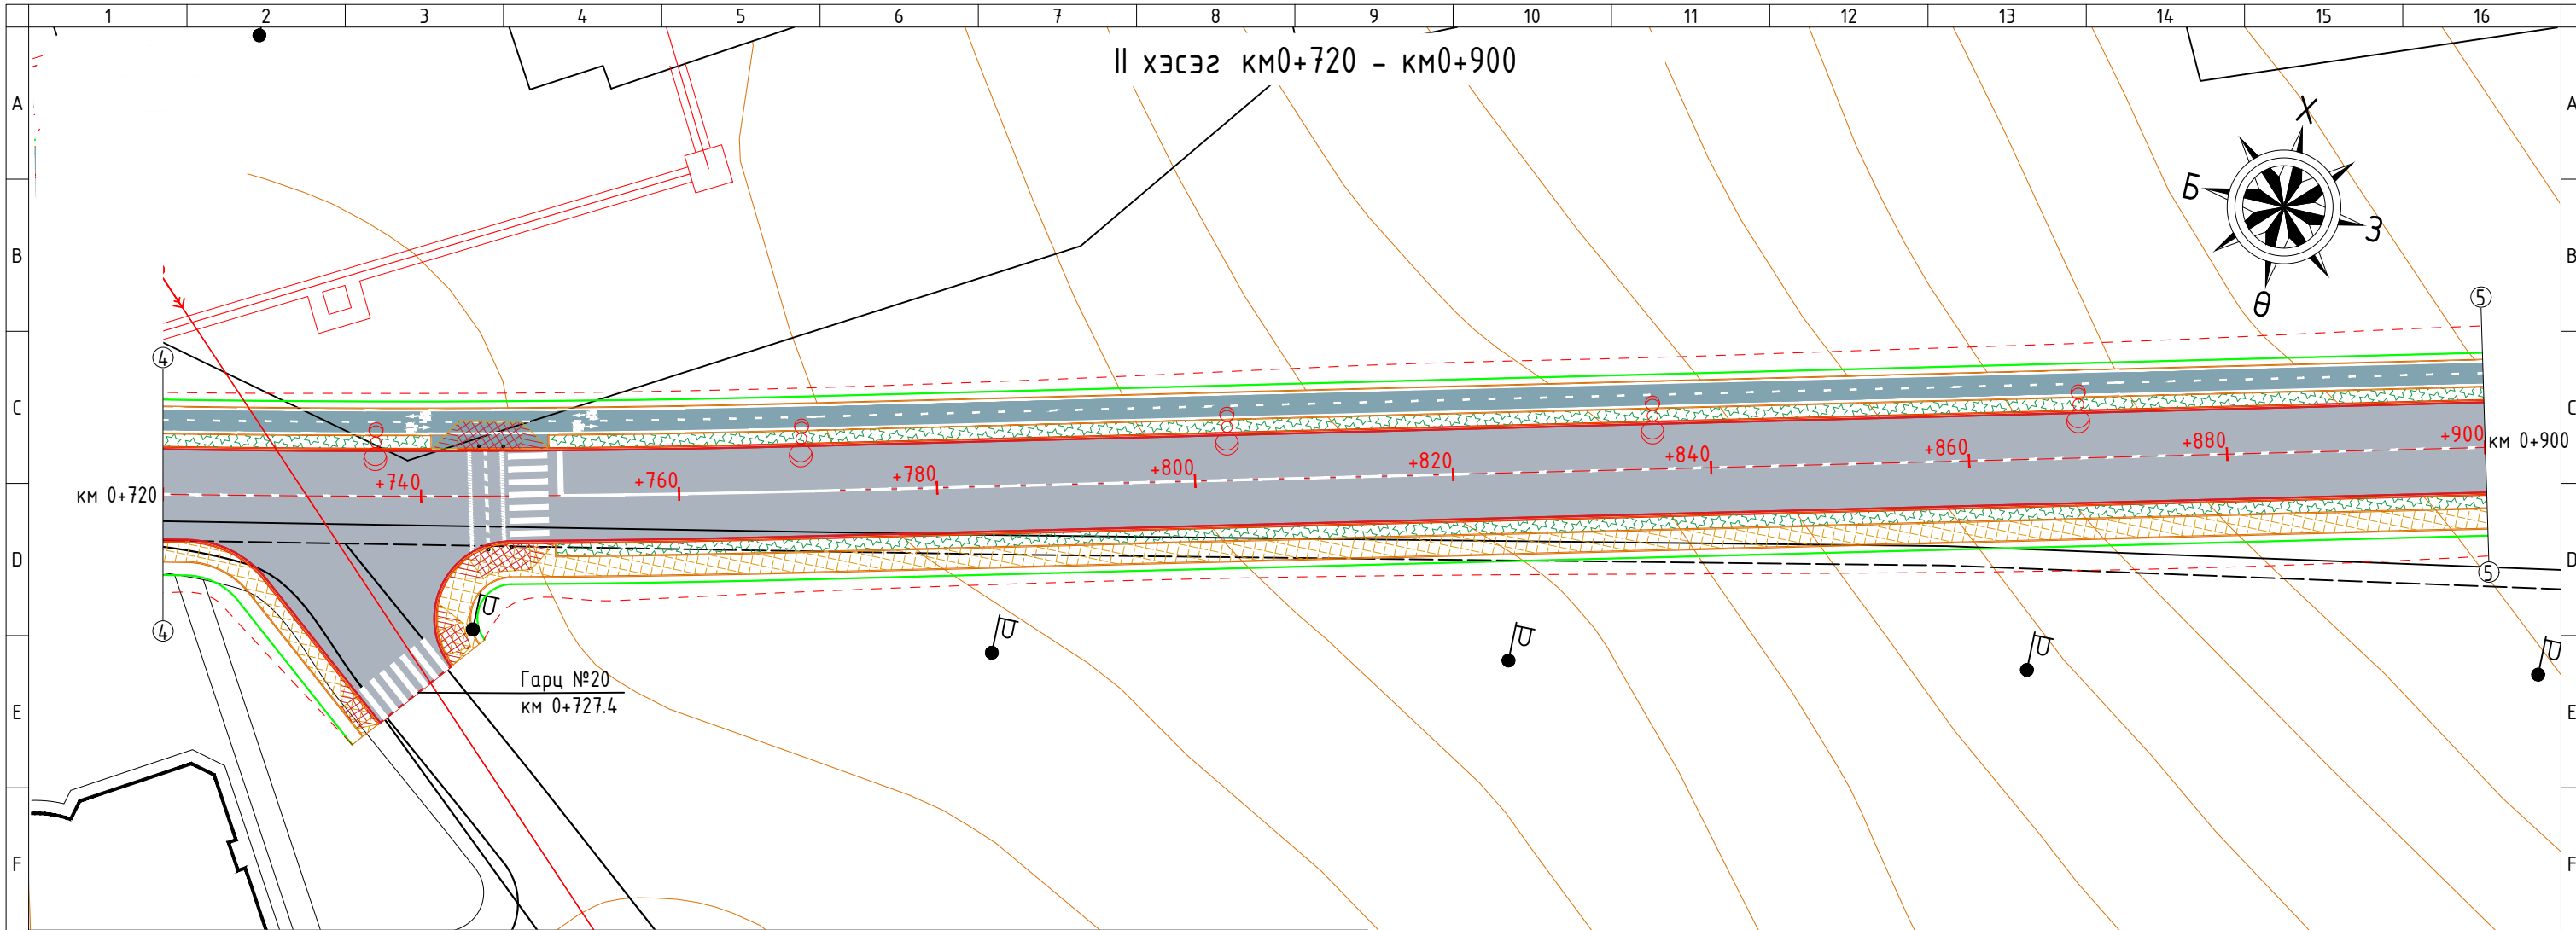 1 2 3 4 5 6 7 8 9 10 11 12 13 14 15 16
II хэсэг км0+720 - км0+900
A A
Х
Б
З
Ө
B B
5
4
C C
+740 +760 +780 +800 +820 +840 +860 +880 +900
км 0+900
км 0+720
D D
5
4
Гарц №20
км 0+727.4
E E
F F